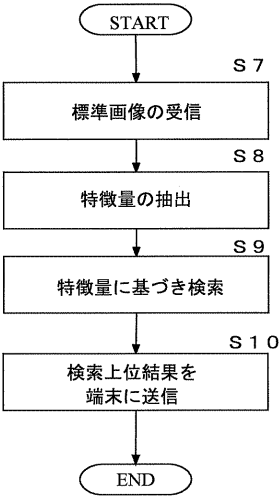 START
S7
標準画像の受信
S8
特徴量の抽出
S9
特徴量に基づき検索
S10
検索上位結果を
端末に送信
END